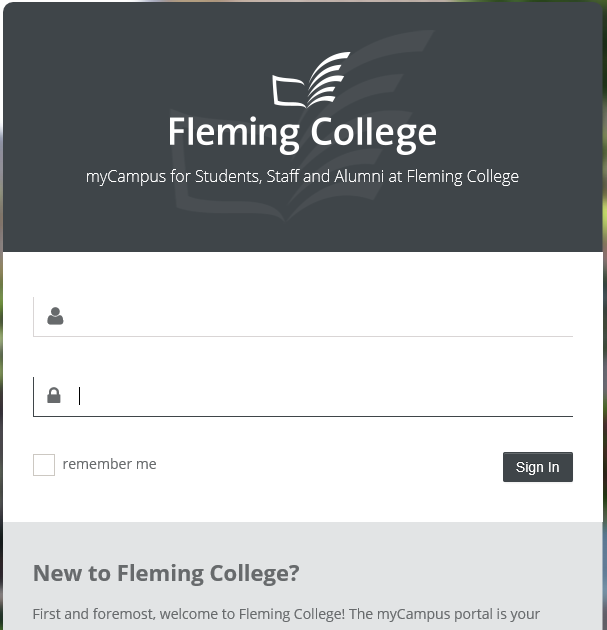 Fleming College
myCampus for Students, Staff and Alumni at Fleming College
remember me
Sign In
New to Fleming College?
First and foremost, welcome to Fleming College! The myCampus portal is your